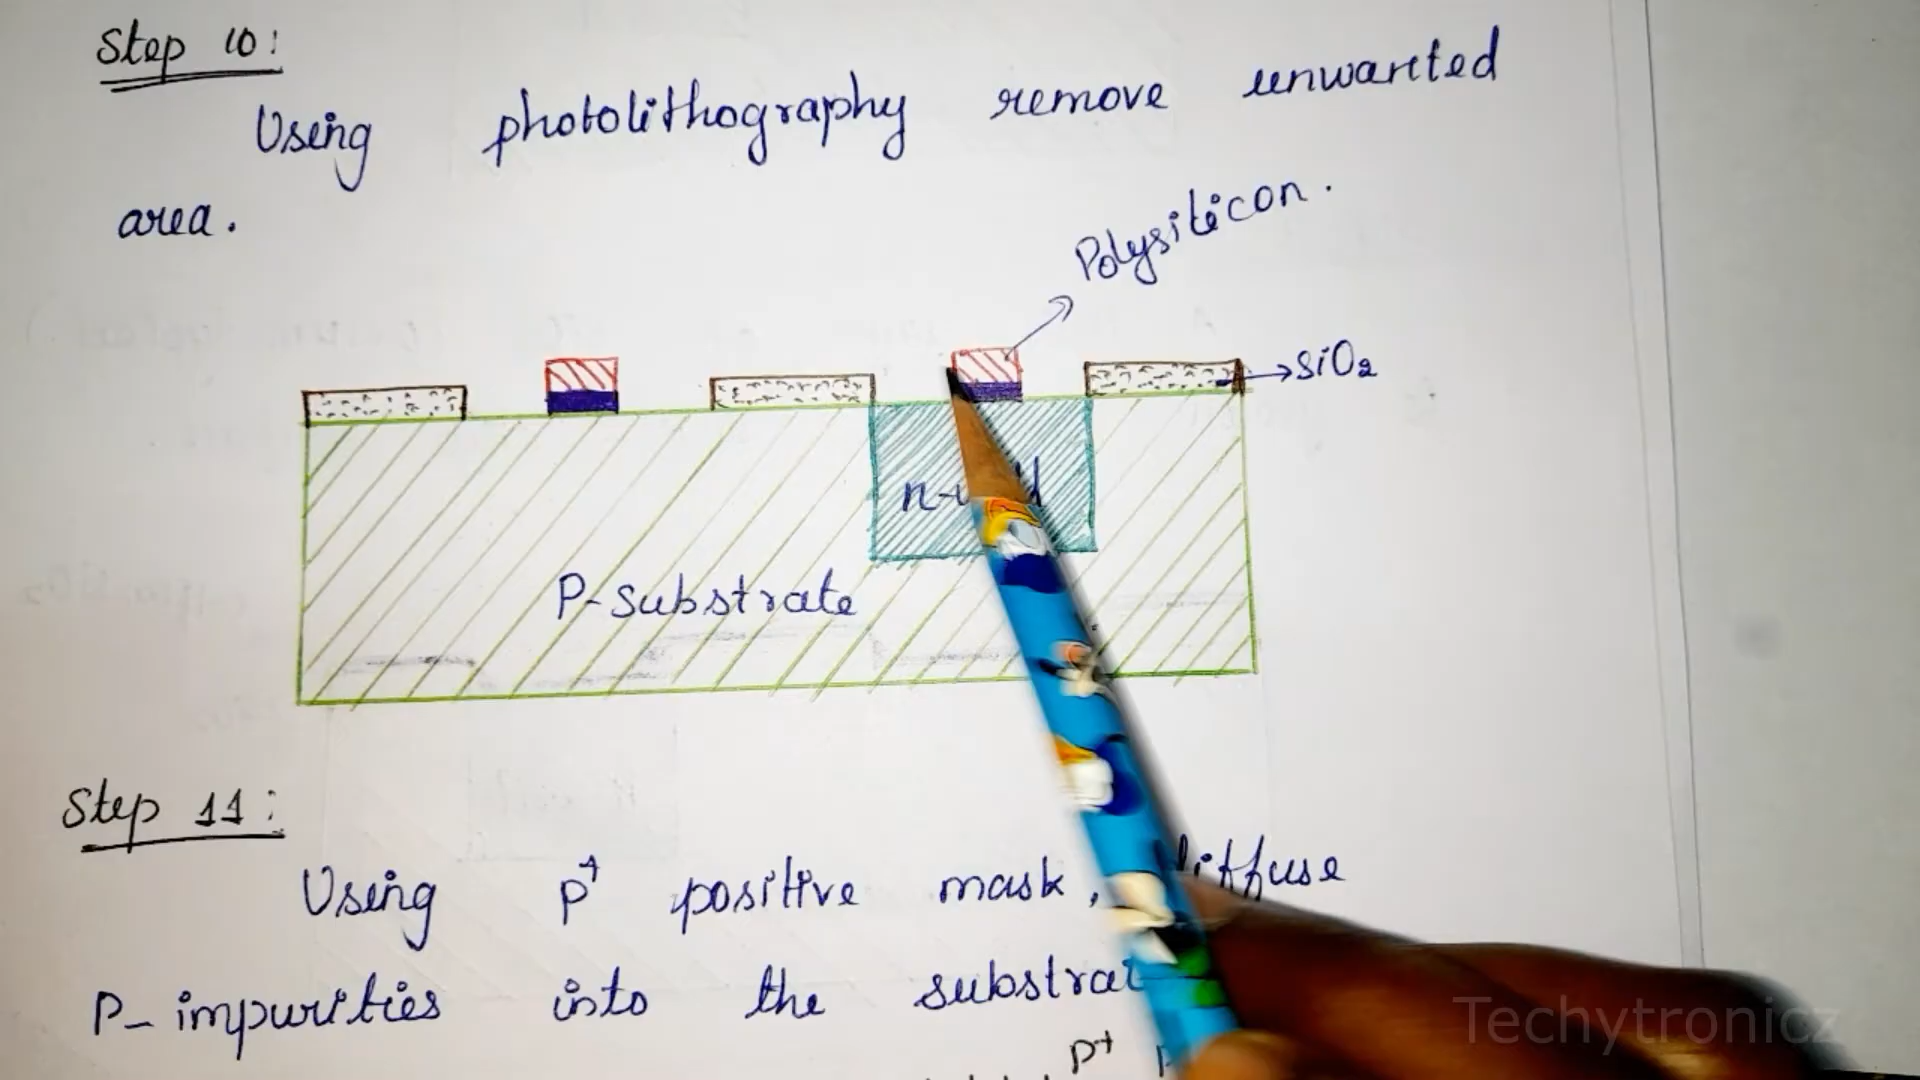 Step 10:
Using photolithography remove unwanted
area.
Polysilicon.
SiO2
P-substrate
Step 11:
Using P+ positive mask,
P- impurities into the
P+
Techytronicz